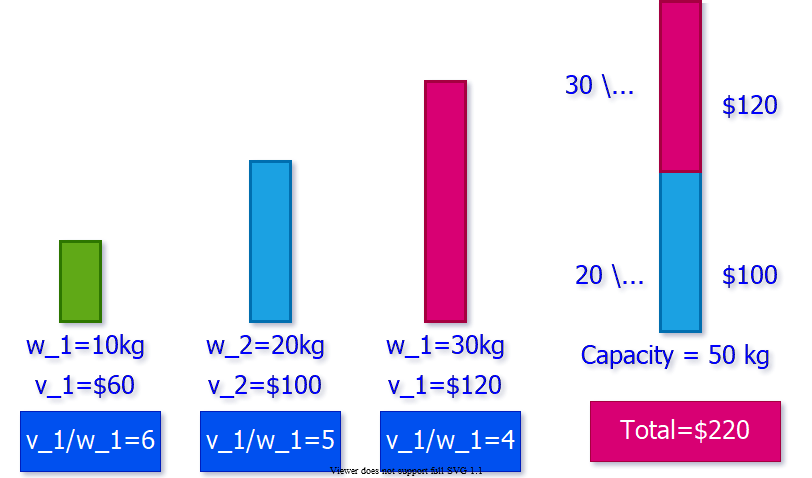 30 \...
$120
20 \...
$100
w_1=10kg
w_2=20kg
w_1=30kg
Capacity = 50 kg
v_1=$60
v_2=$100
v_1=$120
v_1/w_1=6
v_1/w_1=5
v_1/w_1=4
Total=$220
Viewer does not support full SVG 1.1